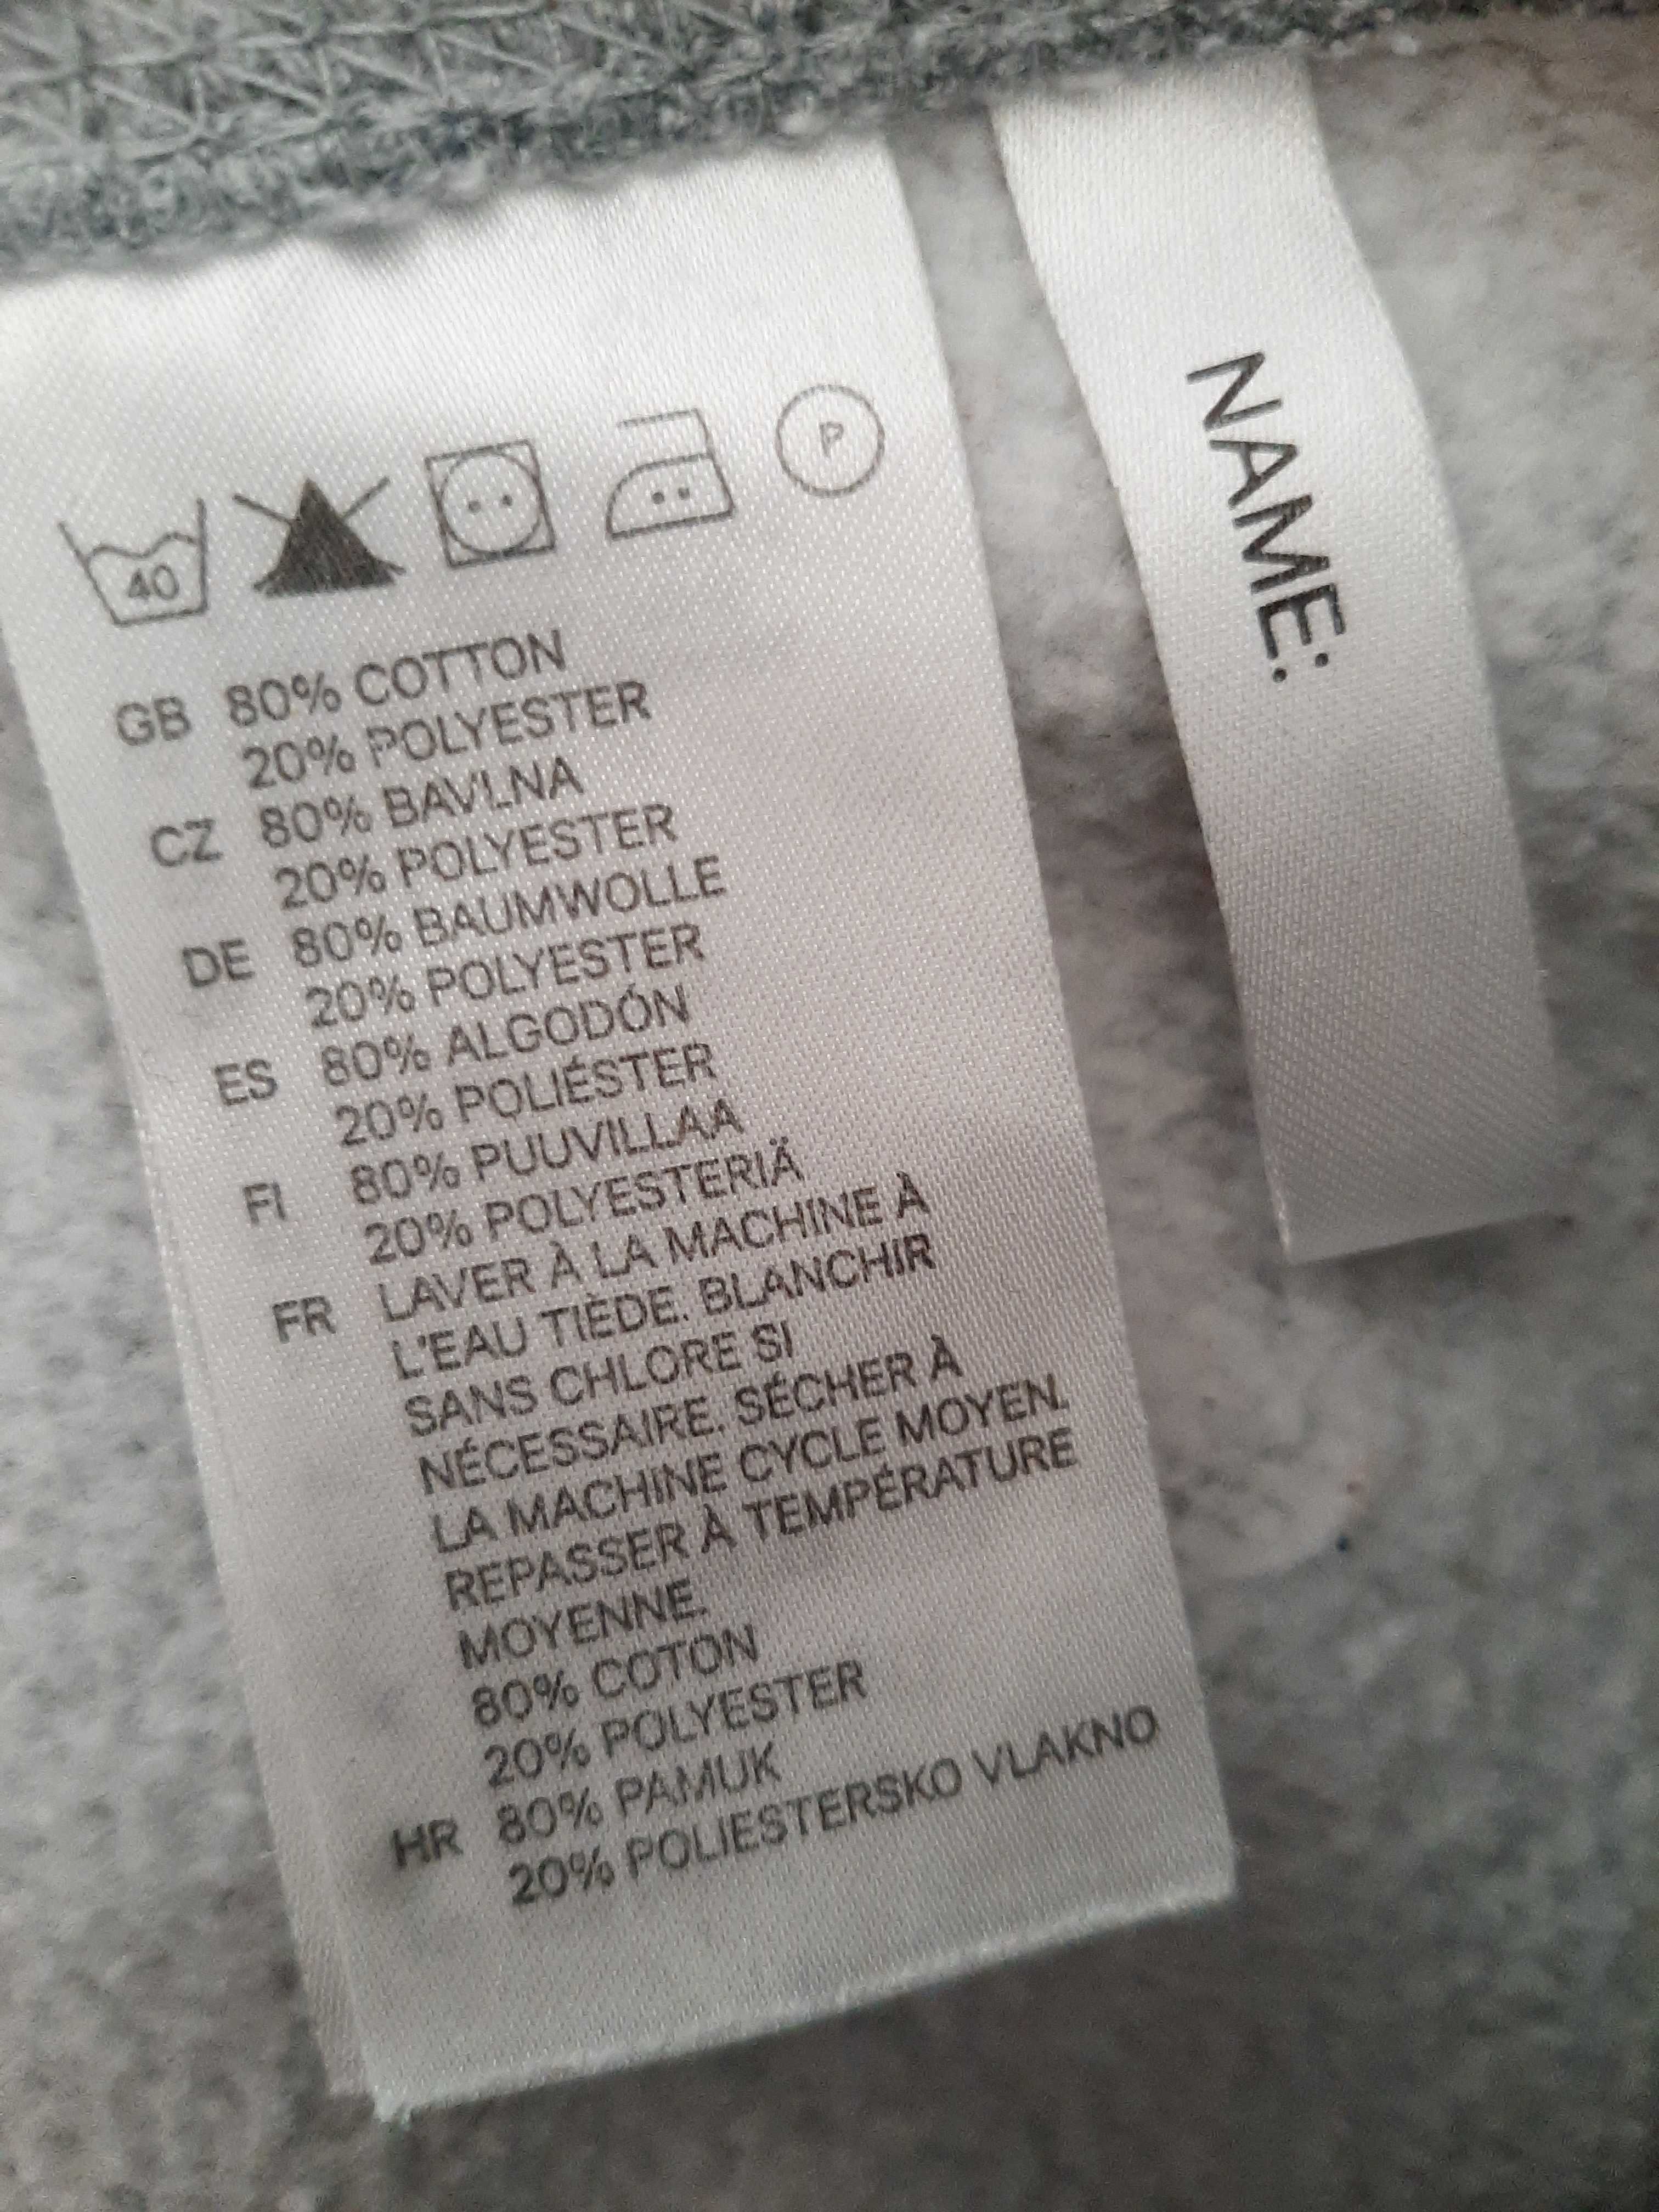 40
P
GB 80% COTTON
20% POLYESTER
CZ 80% BAVLNA
20% POLYESTER
DE 80% BAUMWOLLE
20% POLYESTER
ES 80% ALGODÓN
20% POLIÉSTER
FI 80% PUUVILLAA
20% POLYESTERIÄ
FR LAVER À LA MACHINE À
L'EAU TIÈDE. BLANCHIR
SANS CHLORE SI
NÉCESSAIRE. SÉCHER À
LA MACHINE CYCLE MOYEN.
REPASSER À TEMPÉRATURE
MOYENNE.
80% COTON
20% POLYESTER
HR 80% PAMUK
20% POLIESTERSKO VLAKNO
NAME: